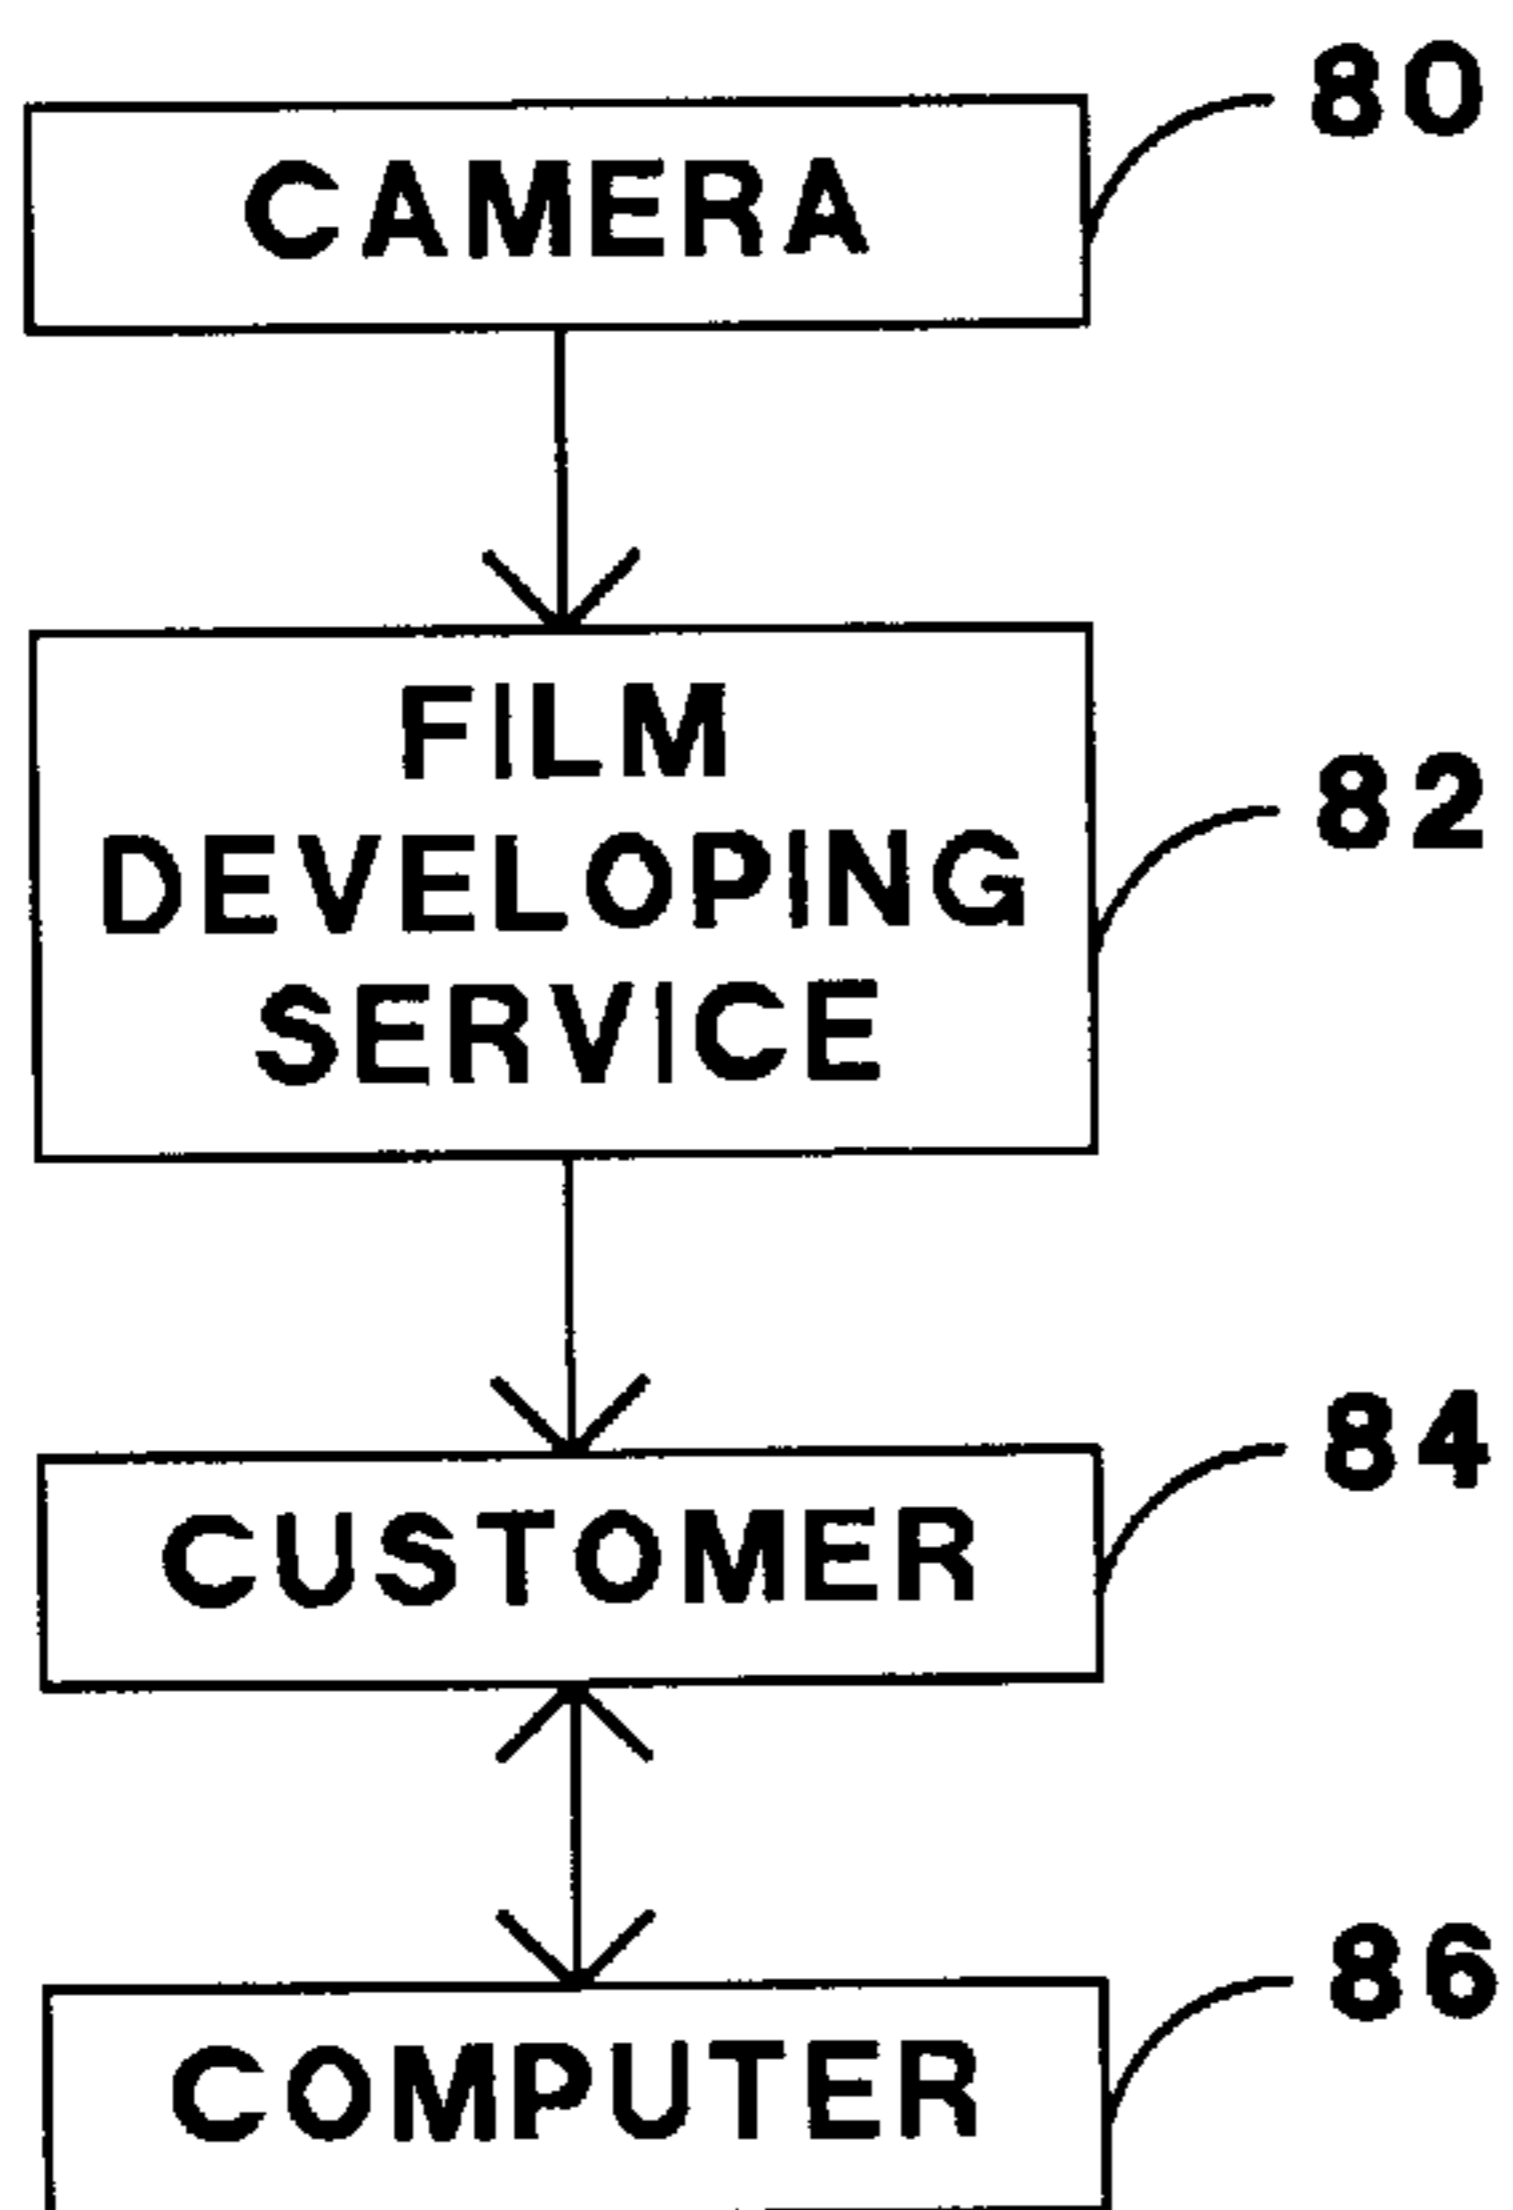 CAMERA
80
FILM
DEVELOPING
SERVICE
82
CUSTOMER
84
COMPUTER
86